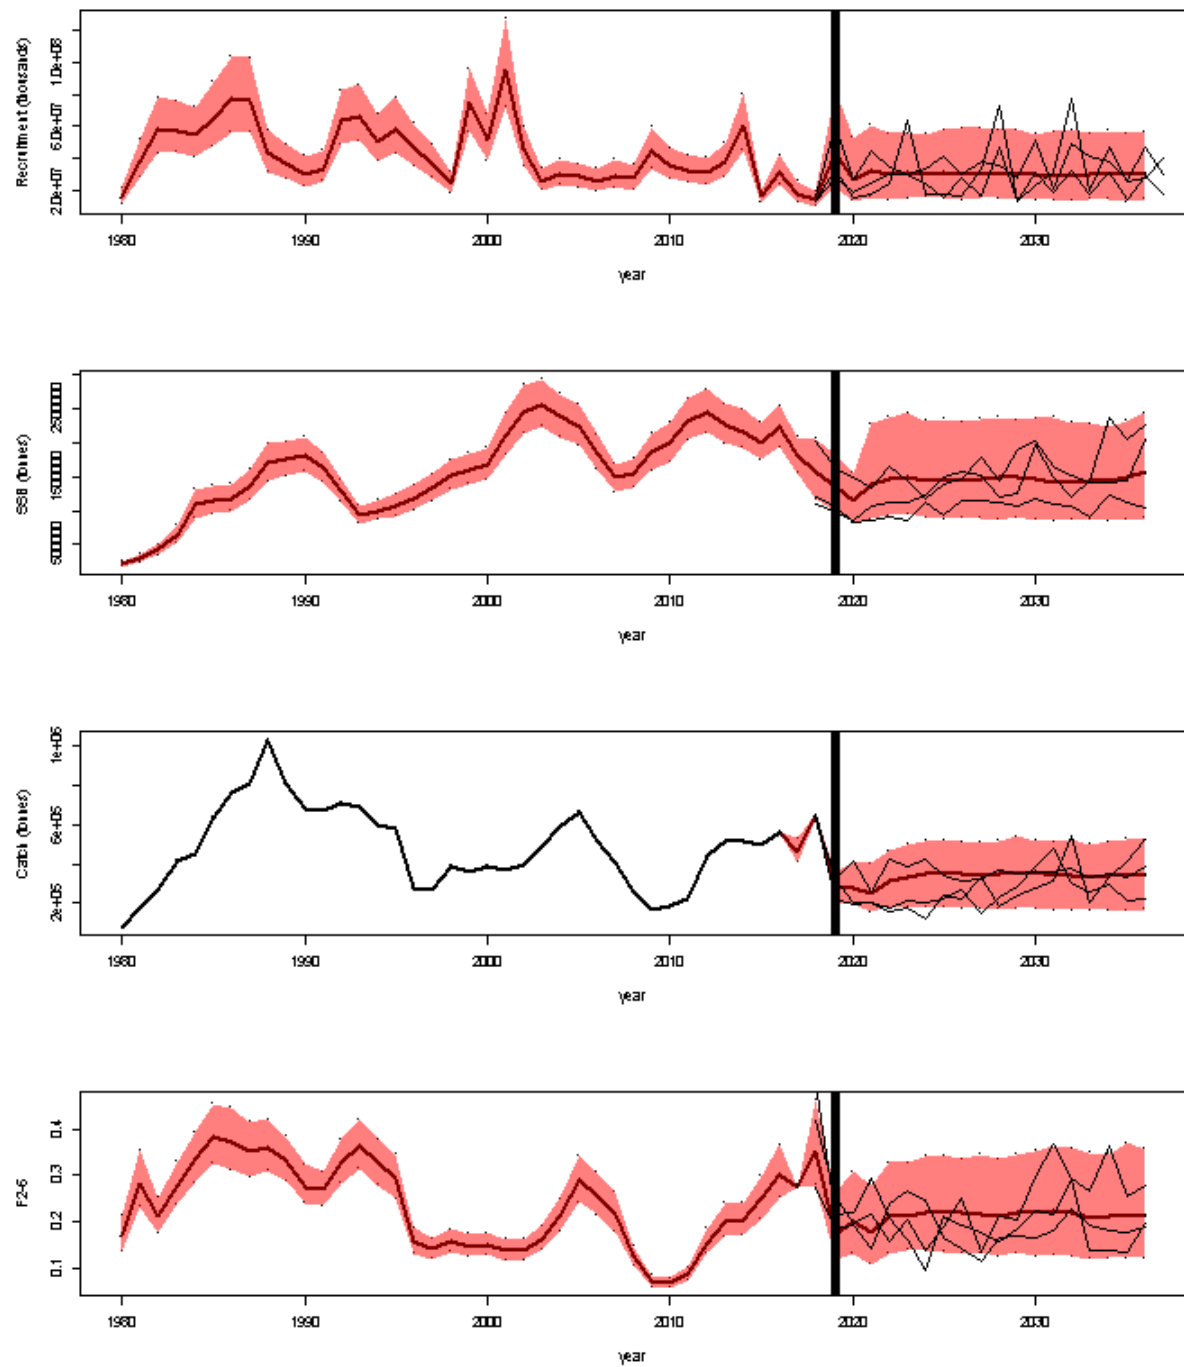 Recruitment (thousands)
2.0e+07
6.0e+07
1.0e+08
1980
1990
2000
2010
2020
2030
year
SSB (tonnes)
500000
1500000
2500000
1980
1990
2000
2010
2020
2030
year
Catch (tonnes)
2e+05
6e+05
1e+06
1980
1990
2000
2010
2020
2030
year
F2-6
0.1
0.2
0.3
0.4
1980
1990
2000
2010
2020
2030
year